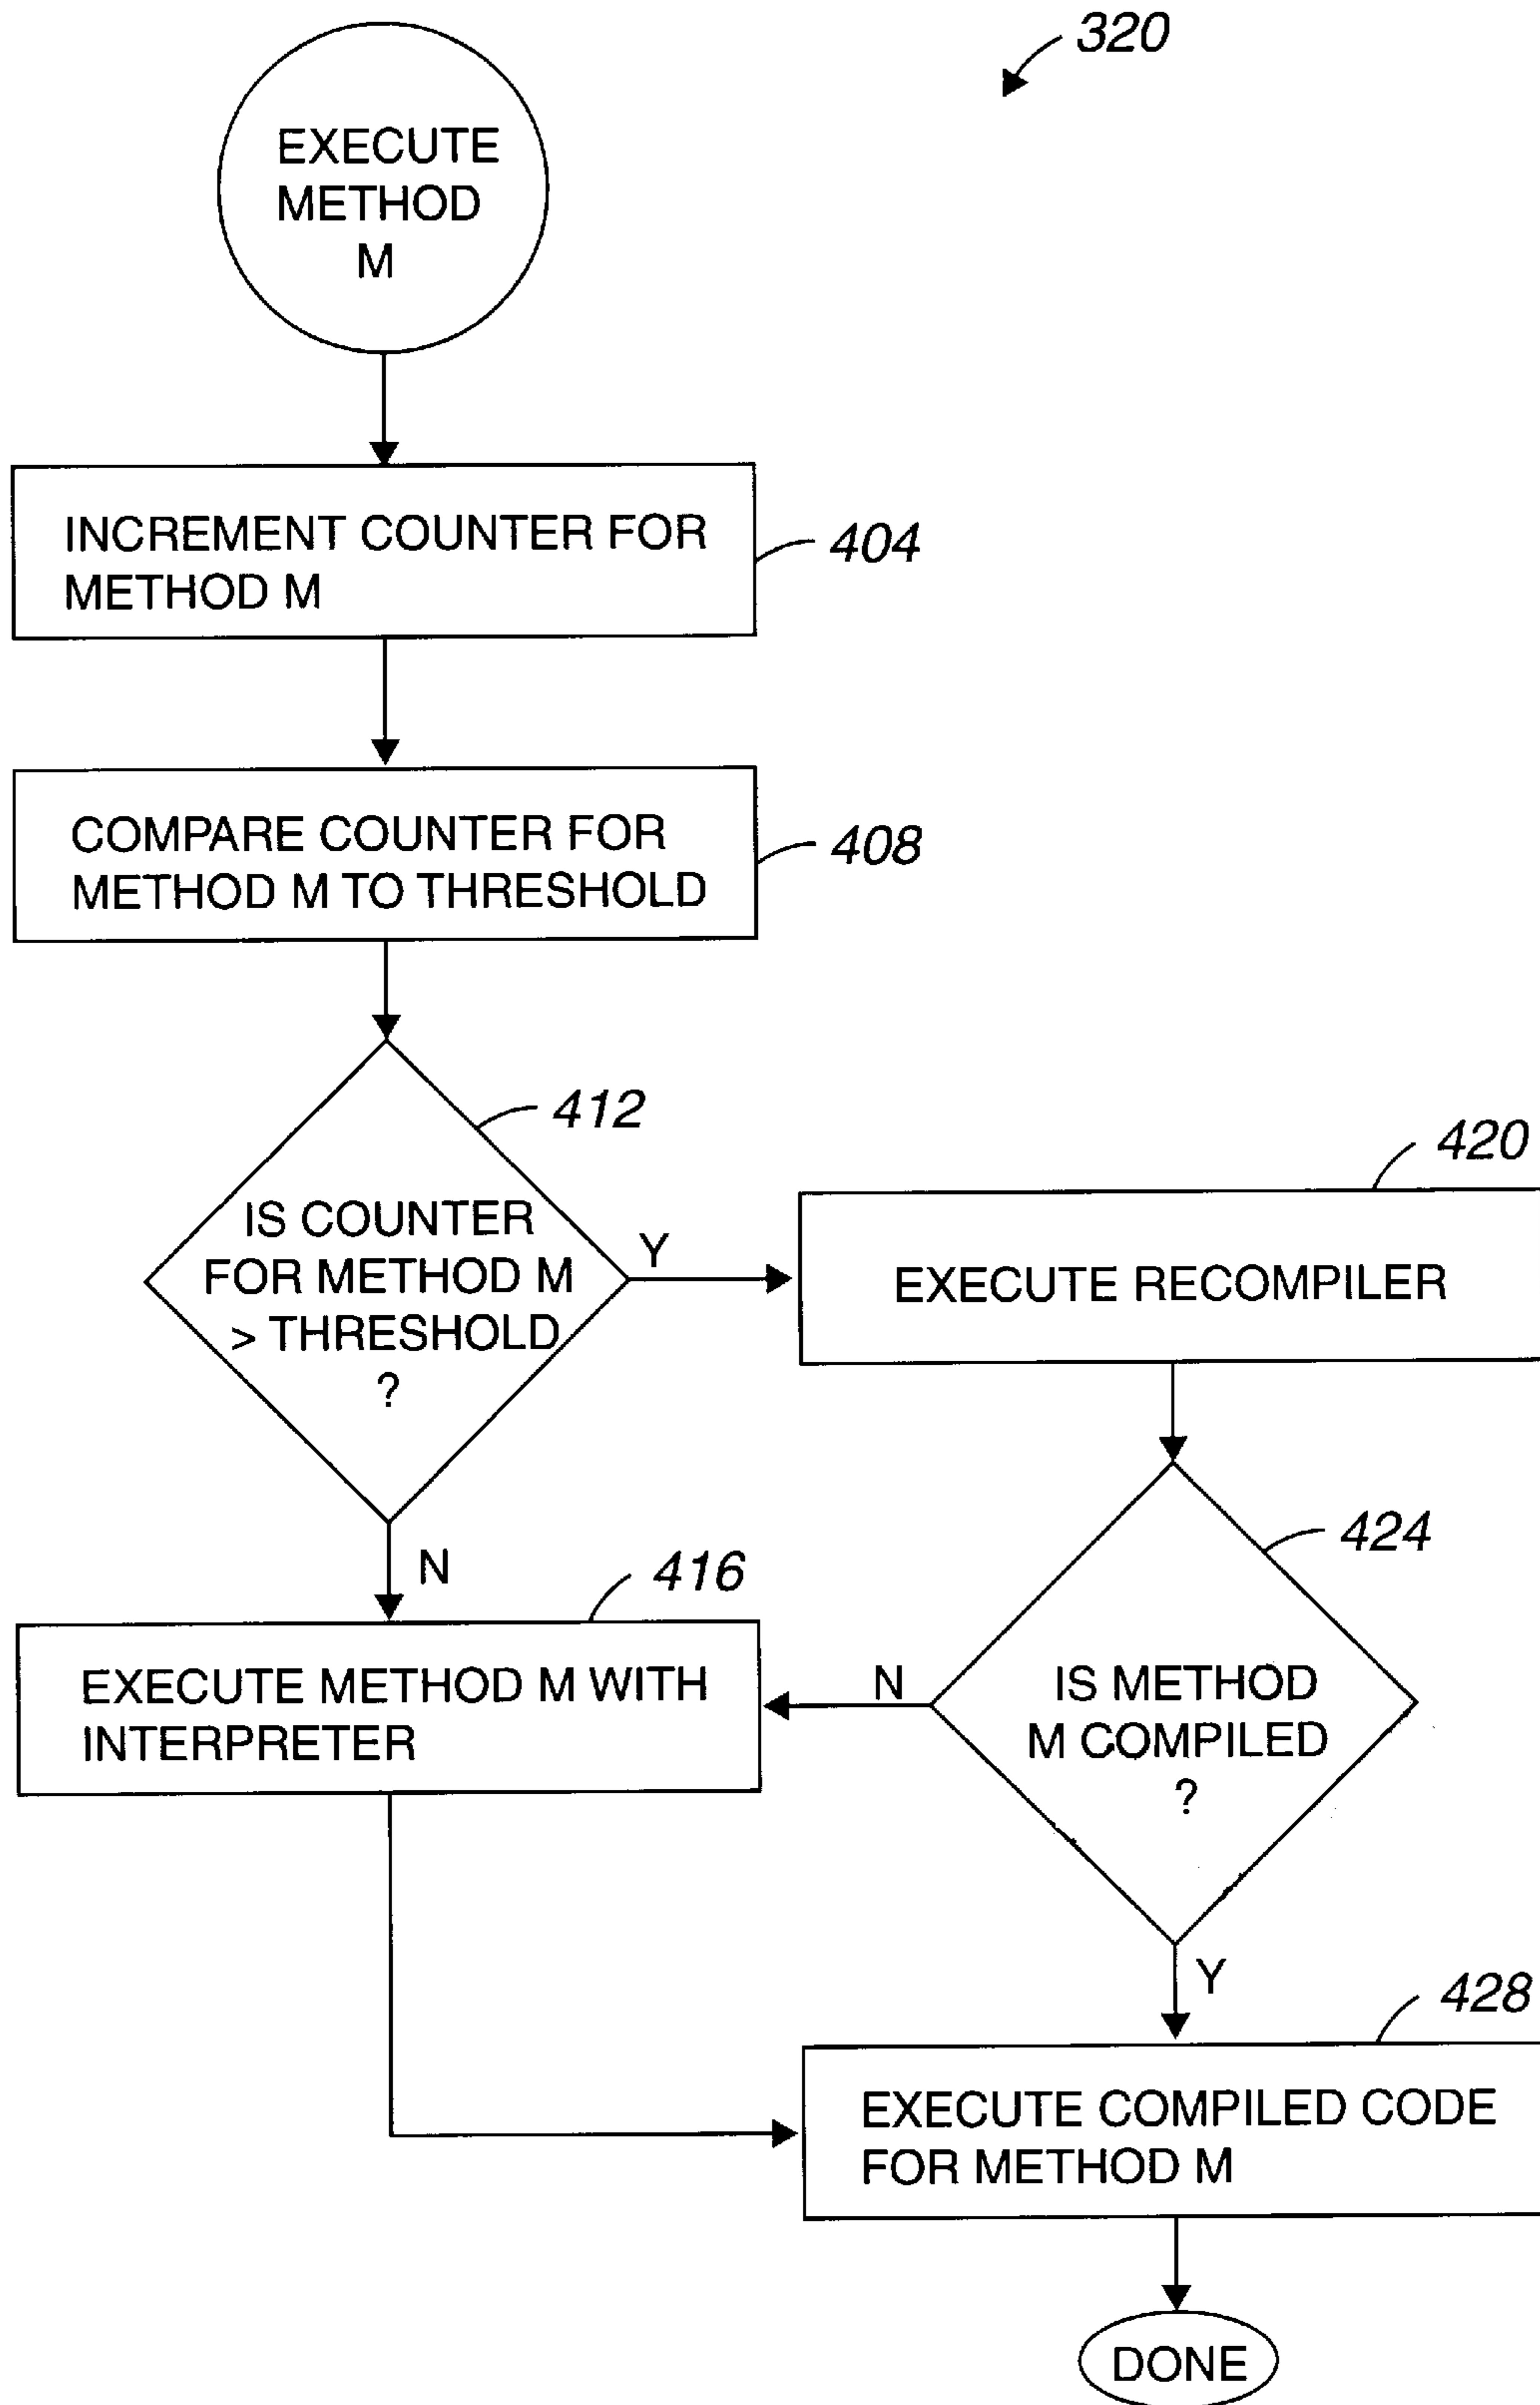 320
EXECUTE
METHOD
M
INCREMENT COUNTER FOR
METHOD M
404
COMPARE COUNTER FOR
METHOD M TO THRESHOLD
408
412
IS COUNTER
FOR METHOD M
> THRESHOLD
?
Y
420
EXECUTE RECOMPILER
N
416
EXECUTE METHOD M WITH
INTERPRETER
424
IS METHOD
M COMPILED
?
N
Y
428
EXECUTE COMPILED CODE
FOR METHOD M
DONE